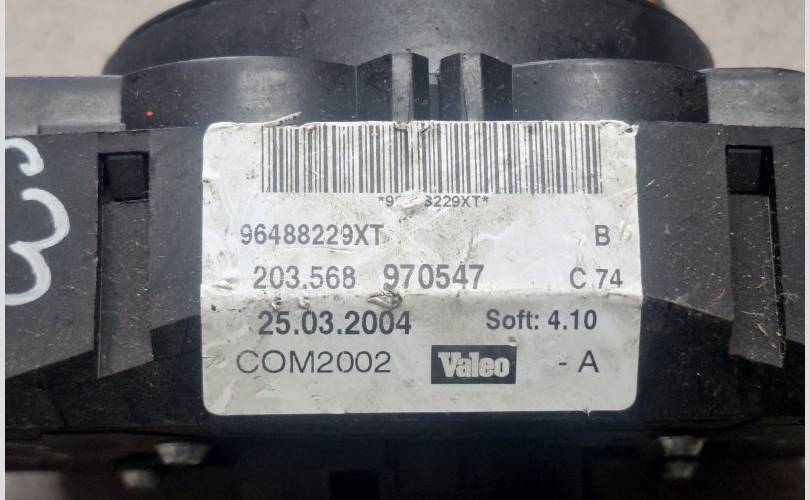 96488229XT B
203.568 970547 C 74
25.03.2004 Soft: 4.10
COM2002 Valeo - A